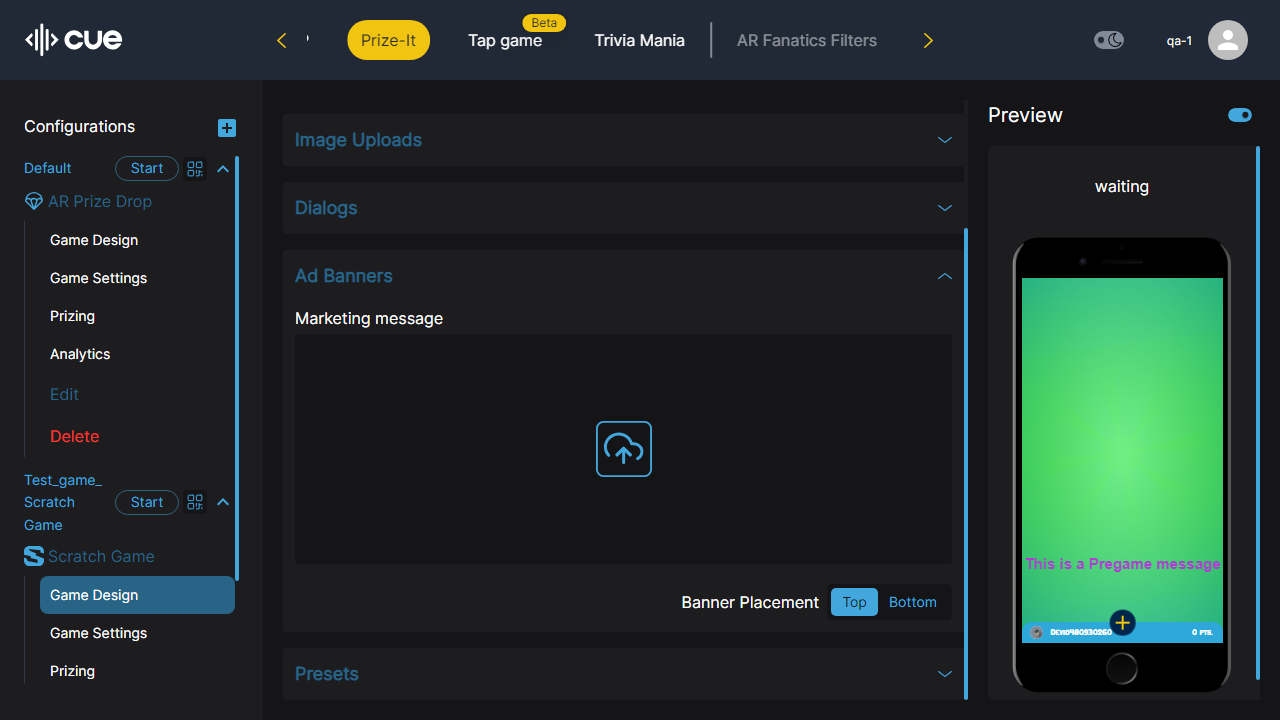 cue
Prize-It
Beta
Tap game
Trivia Mania
AR Fanatics Filters
qa-1
Configurations
Default
Start
AR Prize Drop
Game Design
Game Settings
Prizing
Analytics
Edit
Delete
Test_game_
Scratch
Game
Start
Scratch Game
Game Design
Game Settings
Prizing
Image Uploads
Dialogs
Ad Banners
Marketing message
Banner Placement
Top
Bottom
Presets
Preview
waiting
This is a Pregame message
0 PTS.